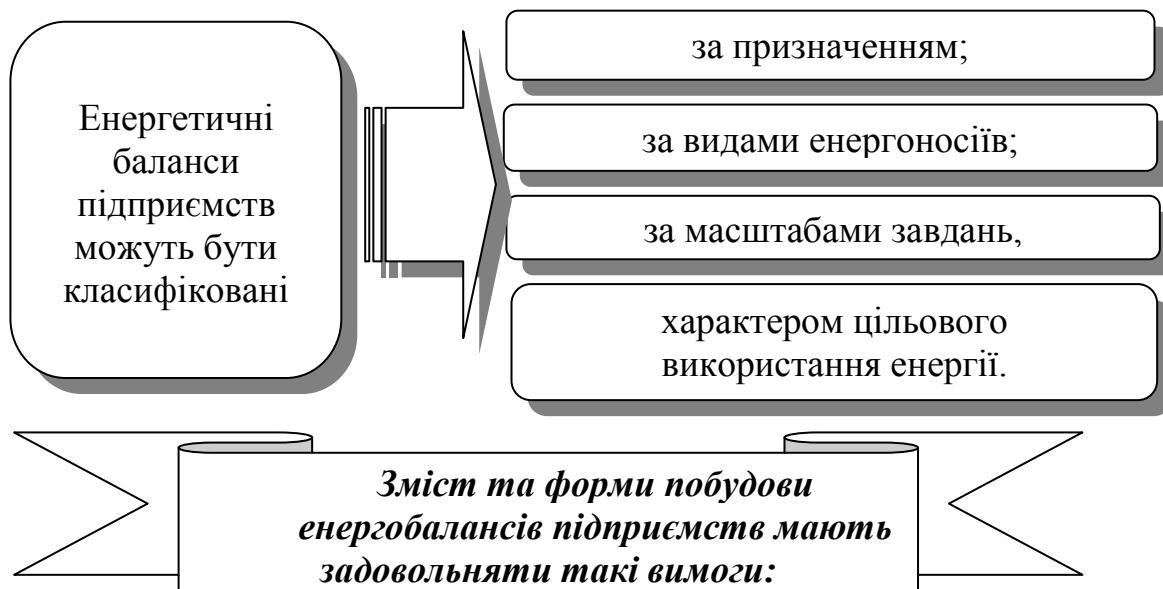 Енергетичні
баланси
підприємств
можуть бути
класифіковані
за призначенням;
за видами енергоносіїв;
за масштабами завдань,
характером цільового
використання енергії.
Зміст та форми побудови
енергобалансів підприємств мають
задовольняти такі вимоги: